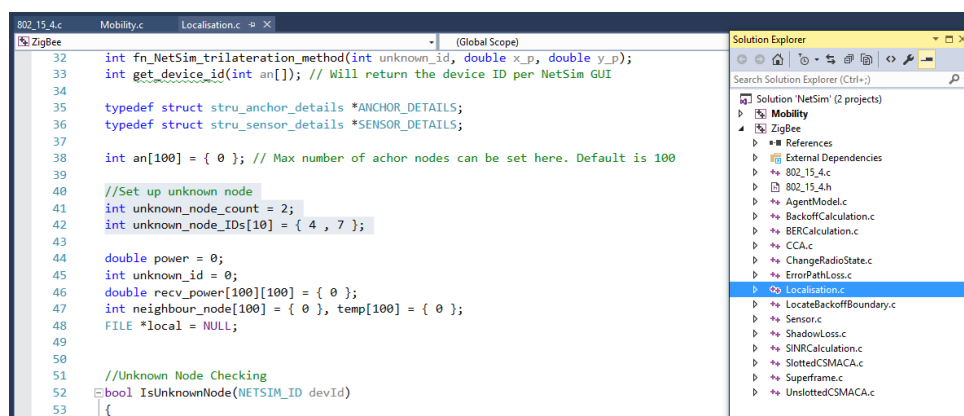 802_15_4.c Mobility.c Localisation.c
ZigBee (Global Scope)
32 int fn_NetSim_trilateration_method(int unknown_id, double x_p, double y_p);
33 int get_device_id(int an[]); // Will return the device ID per NetSim GUI
34
35 typedef struct stru_anchor_details *ANCHOR_DETAILS;
36 typedef struct stru_sensor_details *SENSOR_DETAILS;
37
38 int an[100] = { 0 }; // Max number of achor nodes can be set here. Default is 100
39
40 //Set up unknown node
41 int unknown_node_count = 2;
42 int unknown_node_IDs[10] = { 4 , 7 };
43
44 double power = 0;
45 int unknown_id = 0;
46 double recv_power[100][100] = { 0 };
47 int neighbour_node[100] = { 0 }, temp[100] = { 0 };
48 FILE *local = NULL;
49
50
51 //Unknown Node Checking
52 bool IsUnknownNode(NETSIM_ID devId)
53 {
Solution Explorer
Search Solution Explorer (Ctrl+;)
Solution 'NetSim' (2 projects)
Mobility
ZigBee
References
External Dependencies
802_15_4.c
802_15_4.h
AgentModel.c
BackoffCalculation.c
BERCalculation.c
CCA.c
ChangeRadioState.c
ErrorPathLoss.c
Localisation.c
LocateBackoffBoundary.c
Sensor.c
ShadowLoss.c
SINRCalculation.c
SlottedCSMACA.c
Superframe.c
UnslottedCSMACA.c